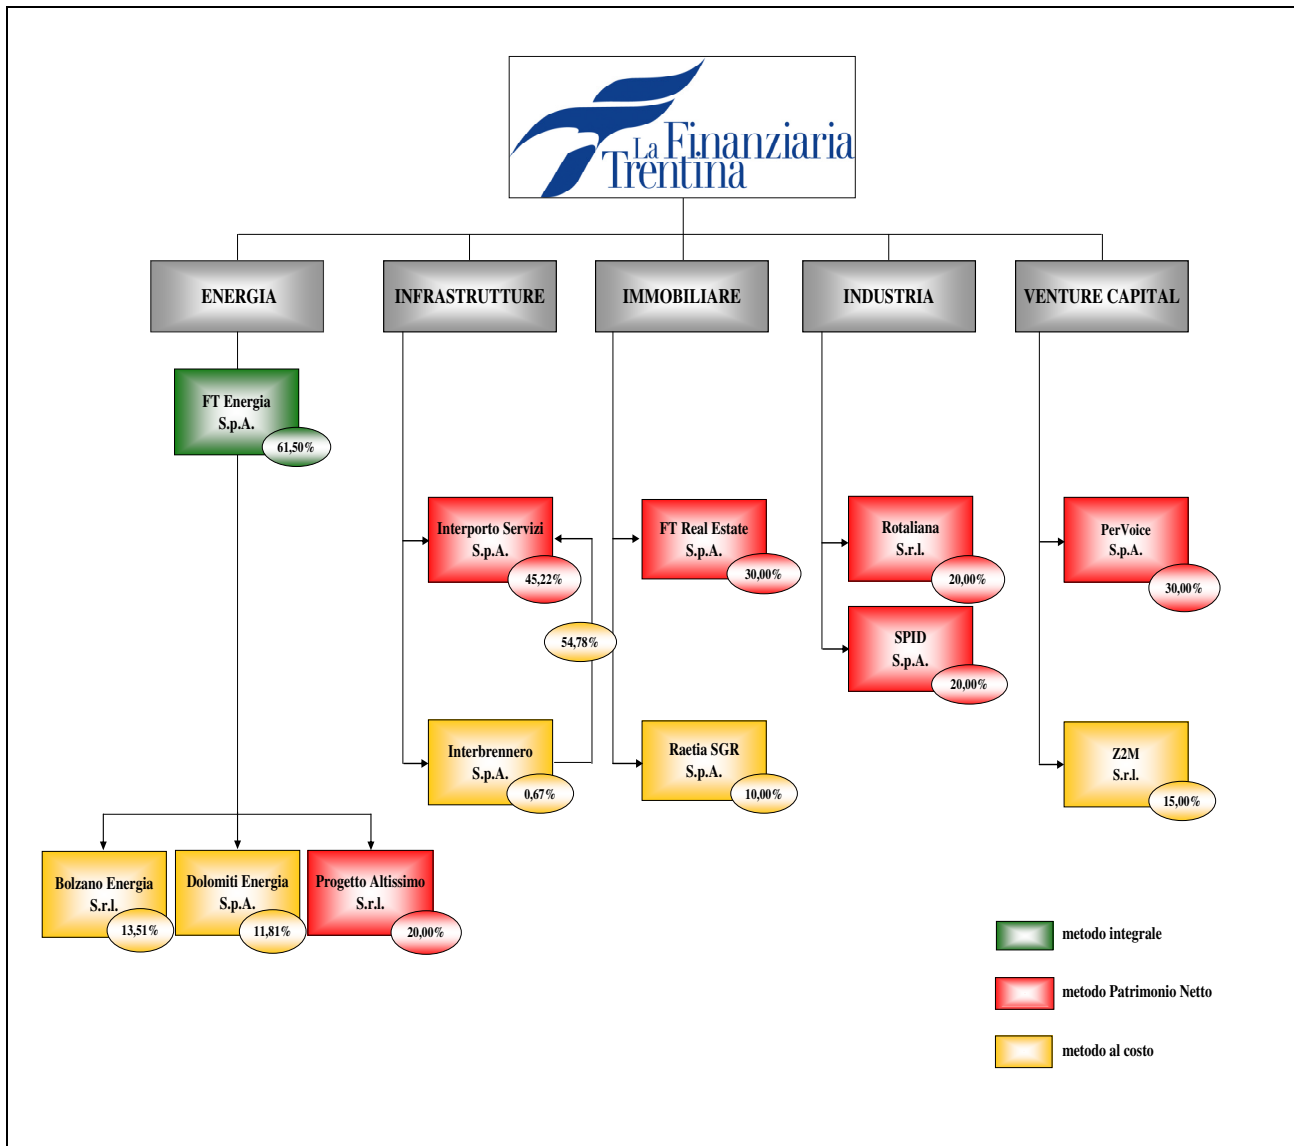 La Finanziaria
Trentina
ENERGIA
INFRASTRUTTURE
IMMOBILIARE
INDUSTRIA
VENTURE CAPITAL
FT Energia
S.p.A.
61,50%
Interporto Servizi
S.p.A.
45,22%
FT Real Estate
S.p.A.
30,00%
Rotaliana
S.r.l.
20,00%
PerVoice
S.p.A.
30,00%
54,78%
SPID
S.p.A.
20,00%
Interbrennero
S.p.A.
0,67%
Raetia SGR
S.p.A.
10,00%
Z2M
S.r.l.
15,00%
Bolzano Energia
S.r.l.
13,51%
Dolomiti Energia
S.p.A.
11,81%
Progetto Altissimo
S.r.l.
20,00%
metodo integrale
metodo Patrimonio Netto
metodo al costo